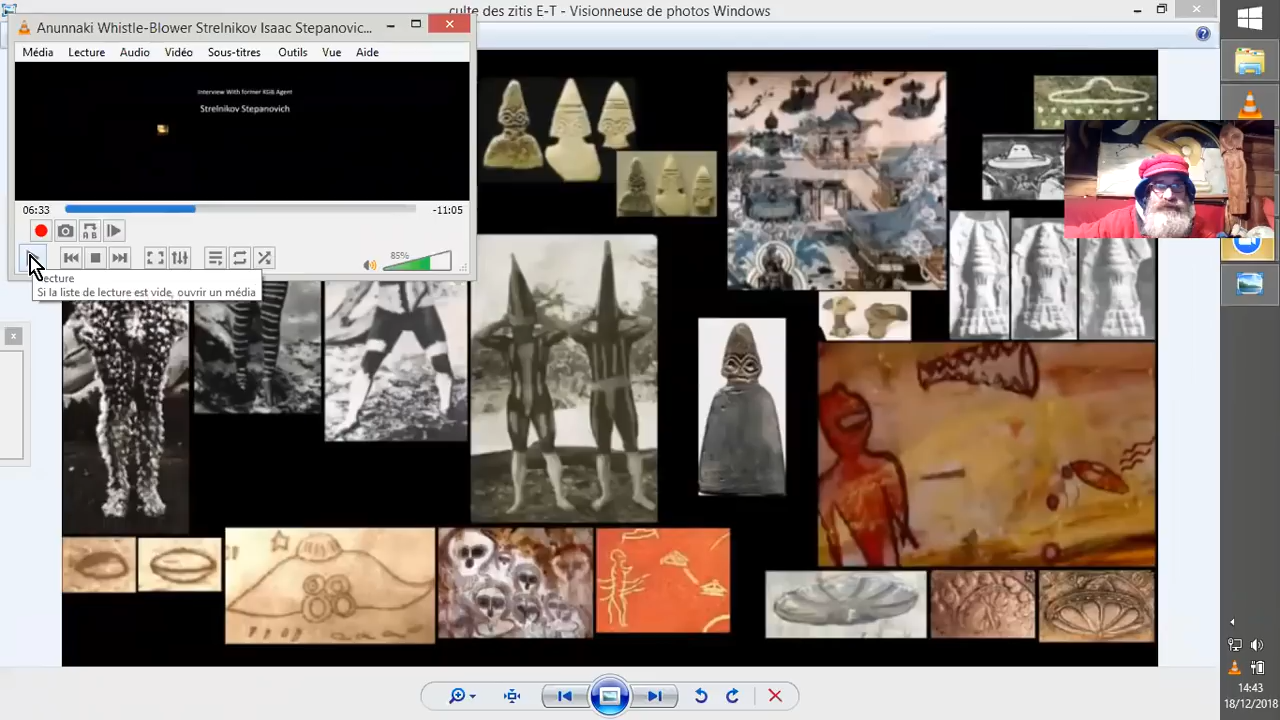 culte des zitis E-T - Visionneuse de photos Windows
Anunnaki Whistle-Blower Strelnikov Isaac Stepanovic...
Média Lecture Audio Vidéo Sous-titres Outils Vue Aide
Interview With former KGB Agent
Strelnikov Stepanovich
06:33 -11:05
85%
ecture
Si la liste de lecture est vide, ouvrir un média
14:43
18/12/2018